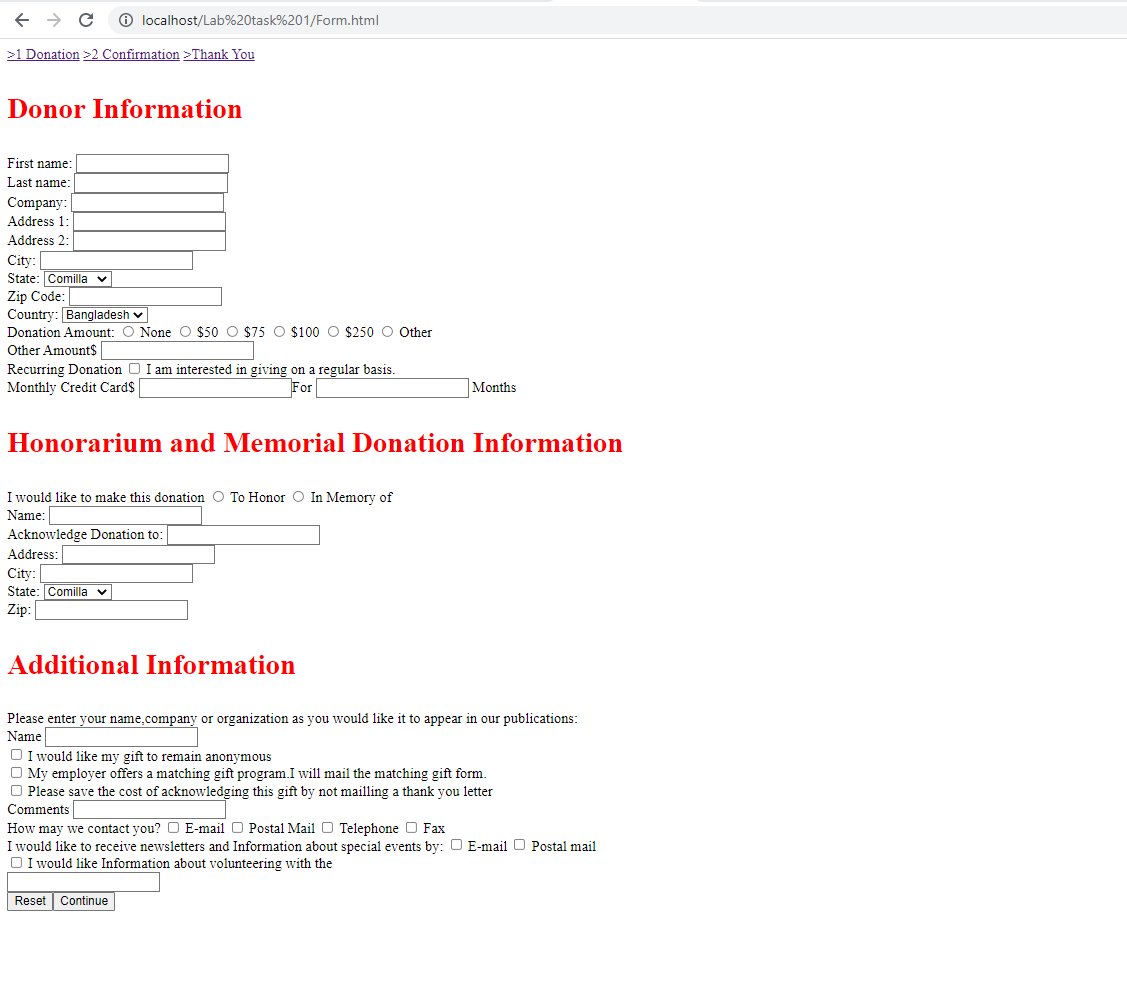 localhost/Lab%20task%201/Form.html
>1 Donation >2 Confirmation >Thank You
Donor Information
First name:
Last name:
Company:
Address 1:
Address 2:
City:
State: Comilla
Zip Code:
Country: Bangladesh
Donation Amount: None $50 $75 $100 $250 Other
Other Amount$
Recurring Donation I am interested in giving on a regular basis.
Monthly Credit Card$ For Months
Honorarium and Memorial Donation Information
I would like to make this donation To Honor In Memory of
Name:
Acknowledge Donation to:
Address:
City:
State: Comilla
Zip:
Additional Information
Please enter your name,company or organization as you would like it to appear in our publications:
Name
I would like my gift to remain anonymous
My employer offers a matching gift program.I will mail the matching gift form.
Please save the cost of acknowledging this gift by not mailling a thank you letter
Comments
How may we contact you? E-mail Postal Mail Telephone Fax
I would like to receive newsletters and Information about special events by: E-mail Postal mail
I would like Information about volunteering with the
Reset Continue